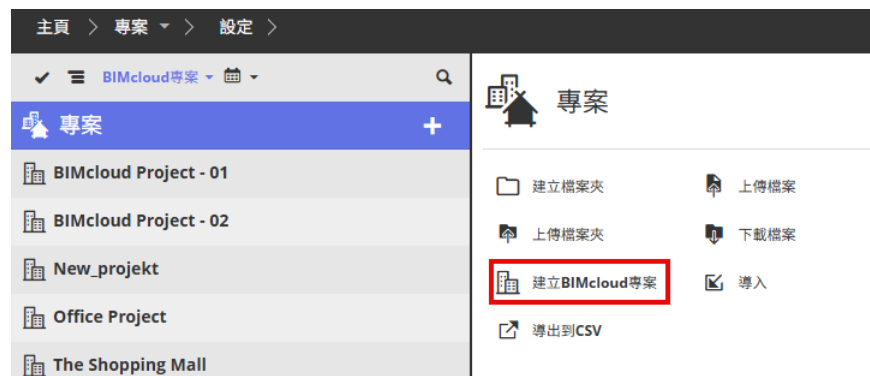 主頁 〉 專案 〉 設定 〉
BIMcloud專案
專案 +
BIMcloud Project - 01
BIMcloud Project - 02
New_projekt
Office Project
The Shopping Mall
專案
建立檔案夾 上傳檔案
上傳檔案夾 下載檔案
建立BIMcloud專案 導入
導出到CSV